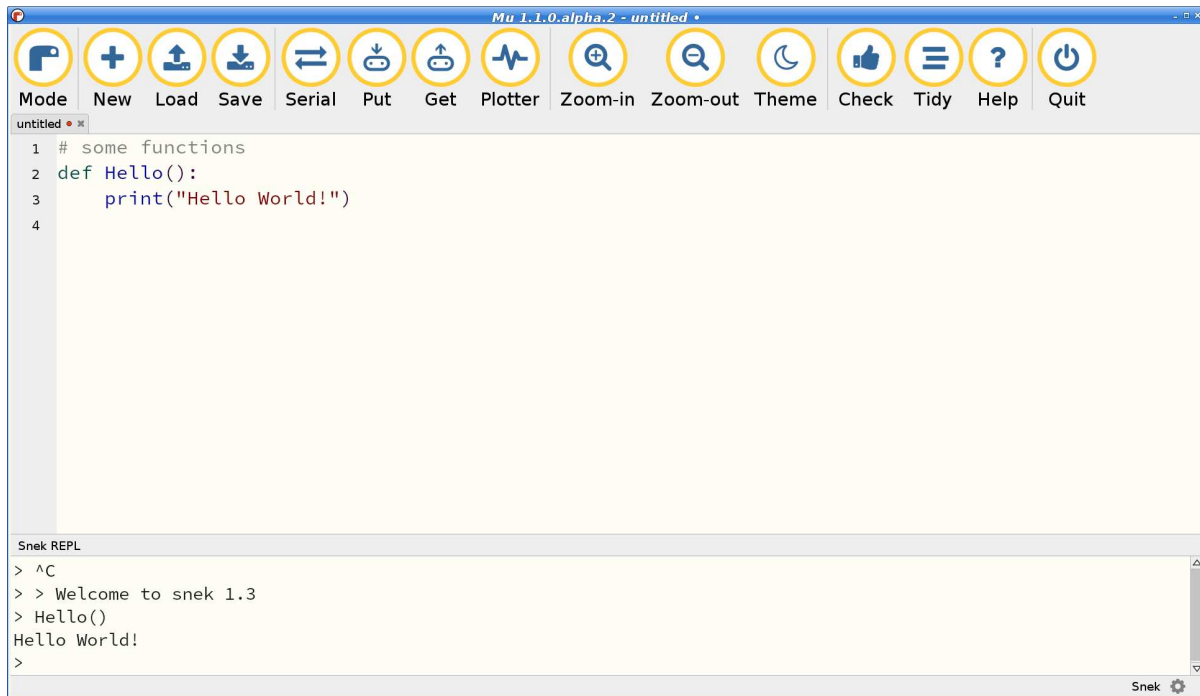 Mu 1.1.0.alpha.2 - untitled •
Mode New Load Save Serial Put Get Plotter Zoom-in Zoom-out Theme Check Tidy Help Quit
untitled
1 # some functions
2 def Hello():
3     print("Hello World!")
4
Snek REPL
> ^C
> > Welcome to snek 1.3
> Hello()
Hello World!
>
Snek